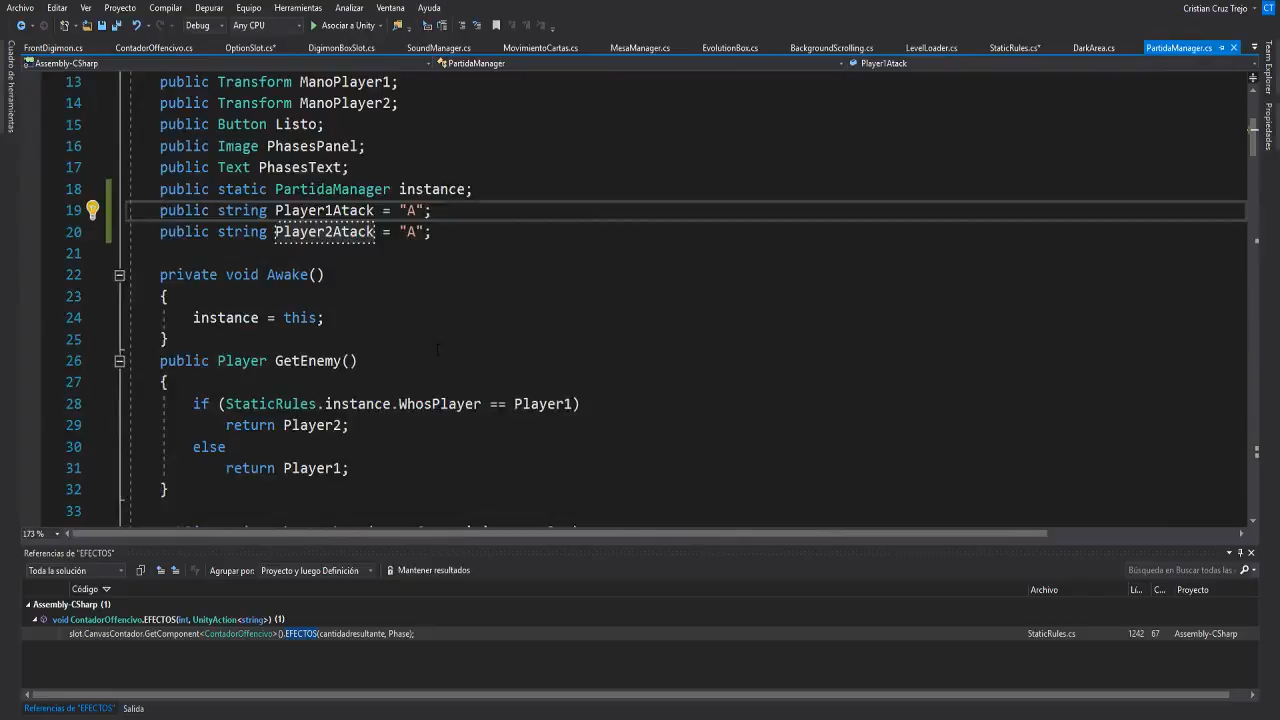 Archivo Editar Ver Proyecto Compilar Depurar Equipo Herramientas Analizar Ventana Ayuda Cristian Cruz Trejo CT
Debug Any CPU Asociar a Unity
FrontDigimon.cs ContadorOffencivo.cs OptionSlot.cs* DigimonBoxSlot.cs SoundManager.cs MovimientoCartas.cs MesaManager.cs EvolutionBox.cs BackgroundScrolling.cs LevelLoader.cs StaticRules.cs* DarkArea.cs PartidaManager.cs
Assembly-CSharp PartidaManager Player1Atack
Cuadro de herramientas
Team Explorer
Propiedades
13 public Transform ManoPlayer1;
14 public Transform ManoPlayer2;
15 public Button Listo;
16 public Image PhasesPanel;
17 public Text PhasesText;
18 public static PartidaManager instance;
19 public string Player1Atack = "A";
20 public string Player2Atack = "A";
21
22 private void Awake()
23 {
24 instance = this;
25 }
26 public Player GetEnemy()
27 {
28 if (StaticRules.instance.WhosPlayer == Player1)
29 return Player2;
30 else
31 return Player1;
32 }
33
173 %
Referencias de "EFECTOS"
Toda la solución Agrupar por: Proyecto y luego Definición Mantener resultados Búsqueda en Buscar todas las
Código Archivo Lí... C... Proyecto
Assembly-CSharp (1)
void ContadorOffencivo.EFECTOS(int, UnityAction<string>) (1)
slot.CanvasContador.GetComponent<ContadorOffencivo>().EFECTOS(cantidadresultante, Phase); StaticRules.cs 1242 67 Assembly-CSharp
Referencias de "EFECTOS" Salida